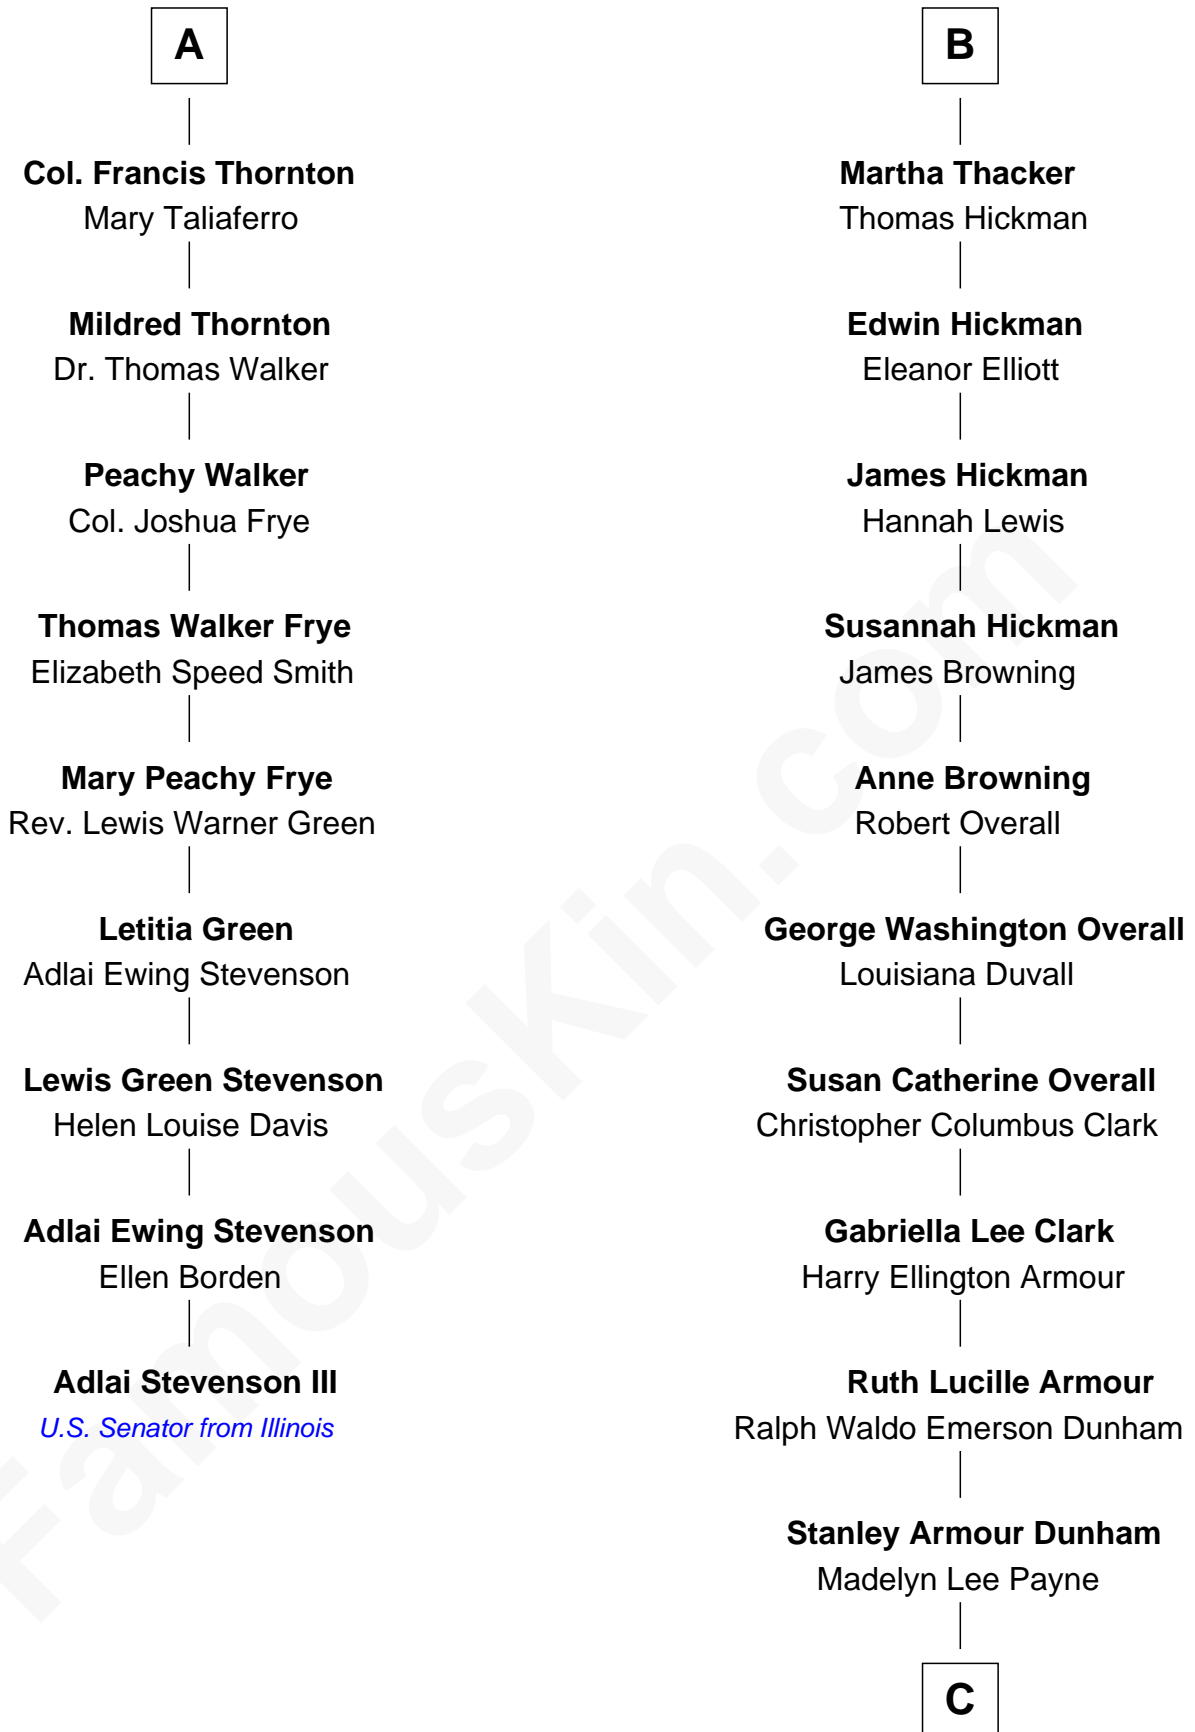 A
Col. Francis Thornton
Mary Taliaferro
Mildred Thornton
Dr. Thomas Walker
Peachy Walker
Col. Joshua Frye
Thomas Walker Frye
Elizabeth Speed Smith
Mary Peachy Frye
Rev. Lewis Warner Green
Letitia Green
Adlai Ewing Stevenson
Lewis Green Stevenson
Helen Louise Davis
Adlai Ewing Stevenson
Ellen Borden
Adlai Stevenson III
U.S. Senator from Illinois
B
Martha Thacker
Thomas Hickman
Edwin Hickman
Eleanor Elliott
James Hickman
Hannah Lewis
Susannah Hickman
James Browning
Anne Browning
Robert Overall
George Washington Overall
Louisiana Duvall
Susan Catherine Overall
Christopher Columbus Clark
Gabriella Lee Clark
Harry Ellington Armour
Ruth Lucille Armour
Ralph Waldo Emerson Dunham
Stanley Armour Dunham
Madelyn Lee Payne
C
FamousKin.com